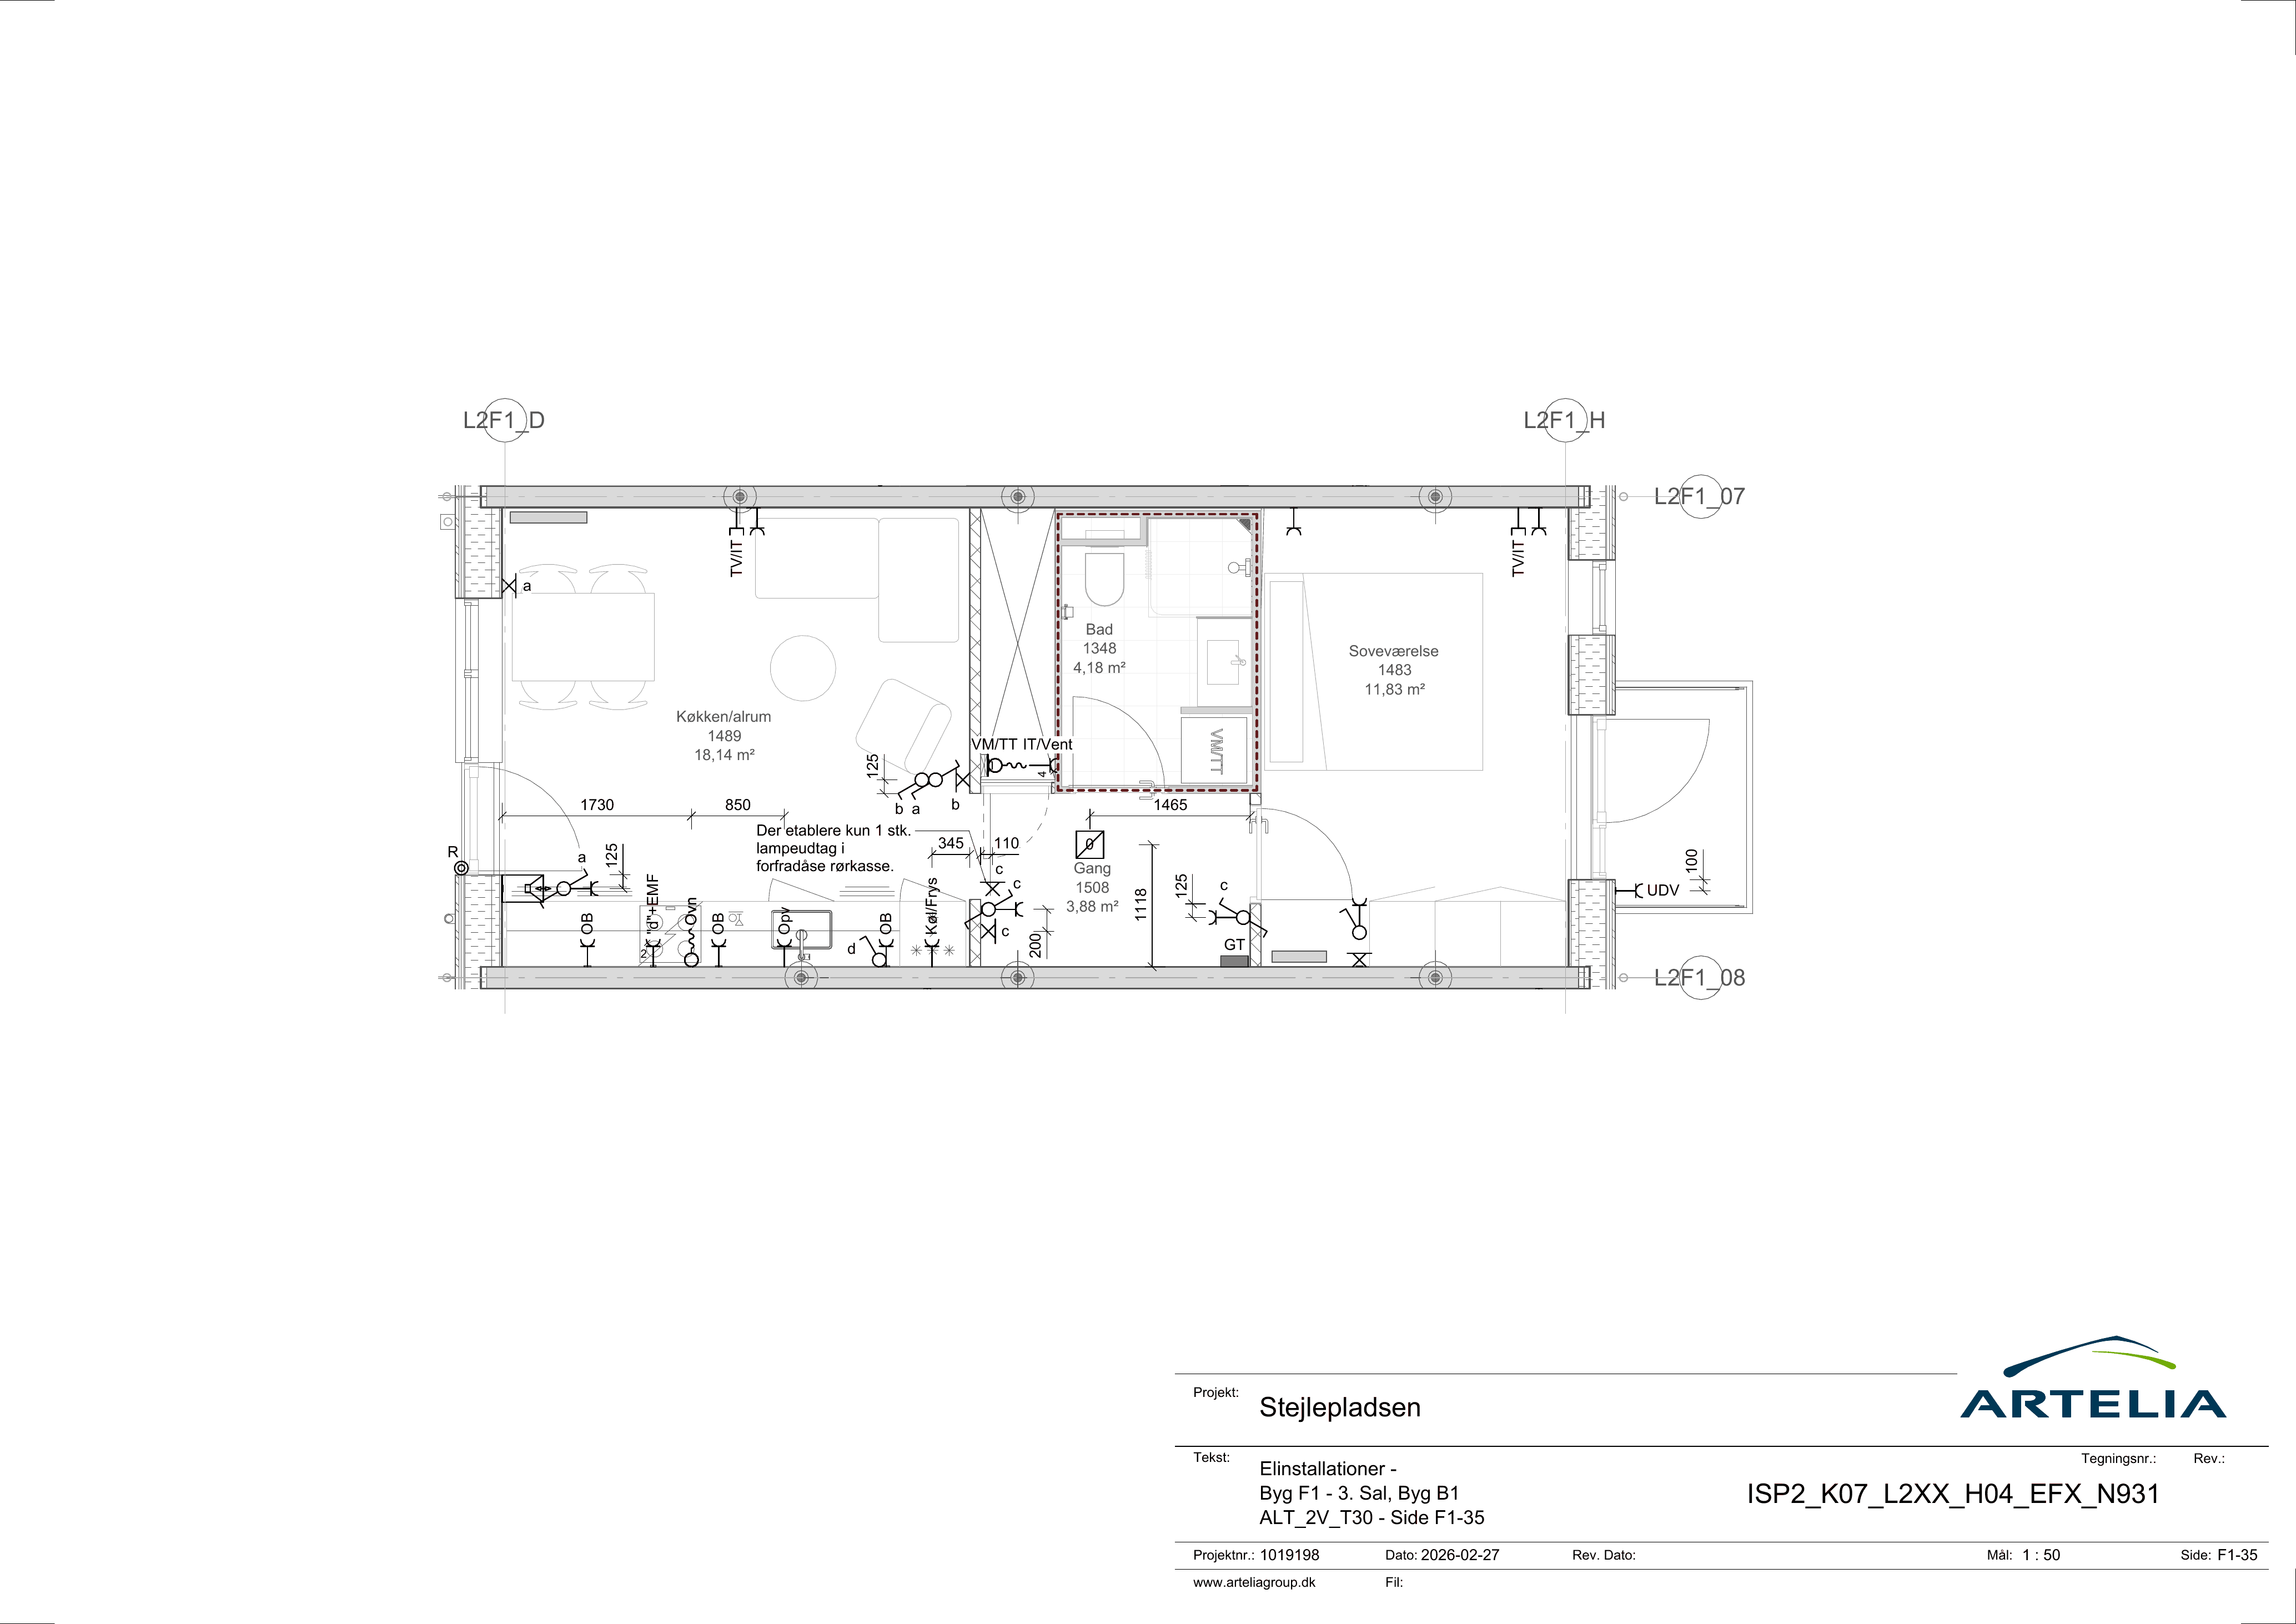 L2F1_D
L2F1_H
L2F1_07
TV/IT
TV/IT
a
Bad
1348
4,18 m²
Soveværelse
1483
11,83 m²
Køkken/alrum
1489
18,14 m²
VM/TT IT/Vent
VM/TT
4
125
b a
b
1730
850
1465
Der etablere kun 1 stk.
lampeudtag i
forfradåse rørkasse.
345
110
0
R
a
125
Gang
1508
3,88 m²
c
c
c
200
1118
125
c
GT
100
UDV
OB
2
"d"+EMF
Ovn
OB
Opv
d
OB
Køl/Frys
L2F1_08
ARTELIA
Projekt:
Stejlepladsen
Tekst:
Elinstallationer -
Byg F1 - 3. Sal, Byg B1
ALT_2V_T30 - Side F1-35
Tegningsnr.:
Rev.:
ISP2_K07_L2XX_H04_EFX_N931
Projektnr.: 1019198
Dato: 2026-02-27
Rev. Dato:
Mål: 1 : 50
Side: F1-35
www.arteliagroup.dk
Fil: